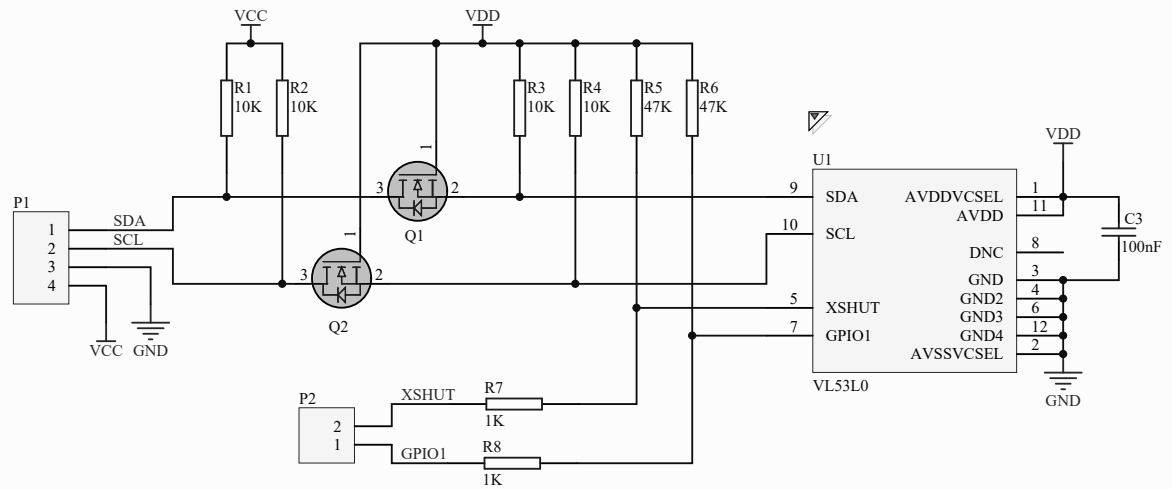 VCC
VDD
R1
10K
R2
10K
R3
10K
R4
10K
R5
47K
R6
47K
VDD
1
U1
3
2
9
SDA
AVDDVCSEL
1
AVDD
11
C3
100nF
P1
1
SDA
2
SCL
3
4
Q1
1
10
SCL
DNC
8
3
2
GND
3
GND2
4
5
XSHUT
GND3
6
Q2
7
GPIO1
GND4
12
VCC
GND
AVSSVCSEL
2
VL53L0
GND
P2
2
1
XSHUT
R7
1K
GPIO1
R8
1K